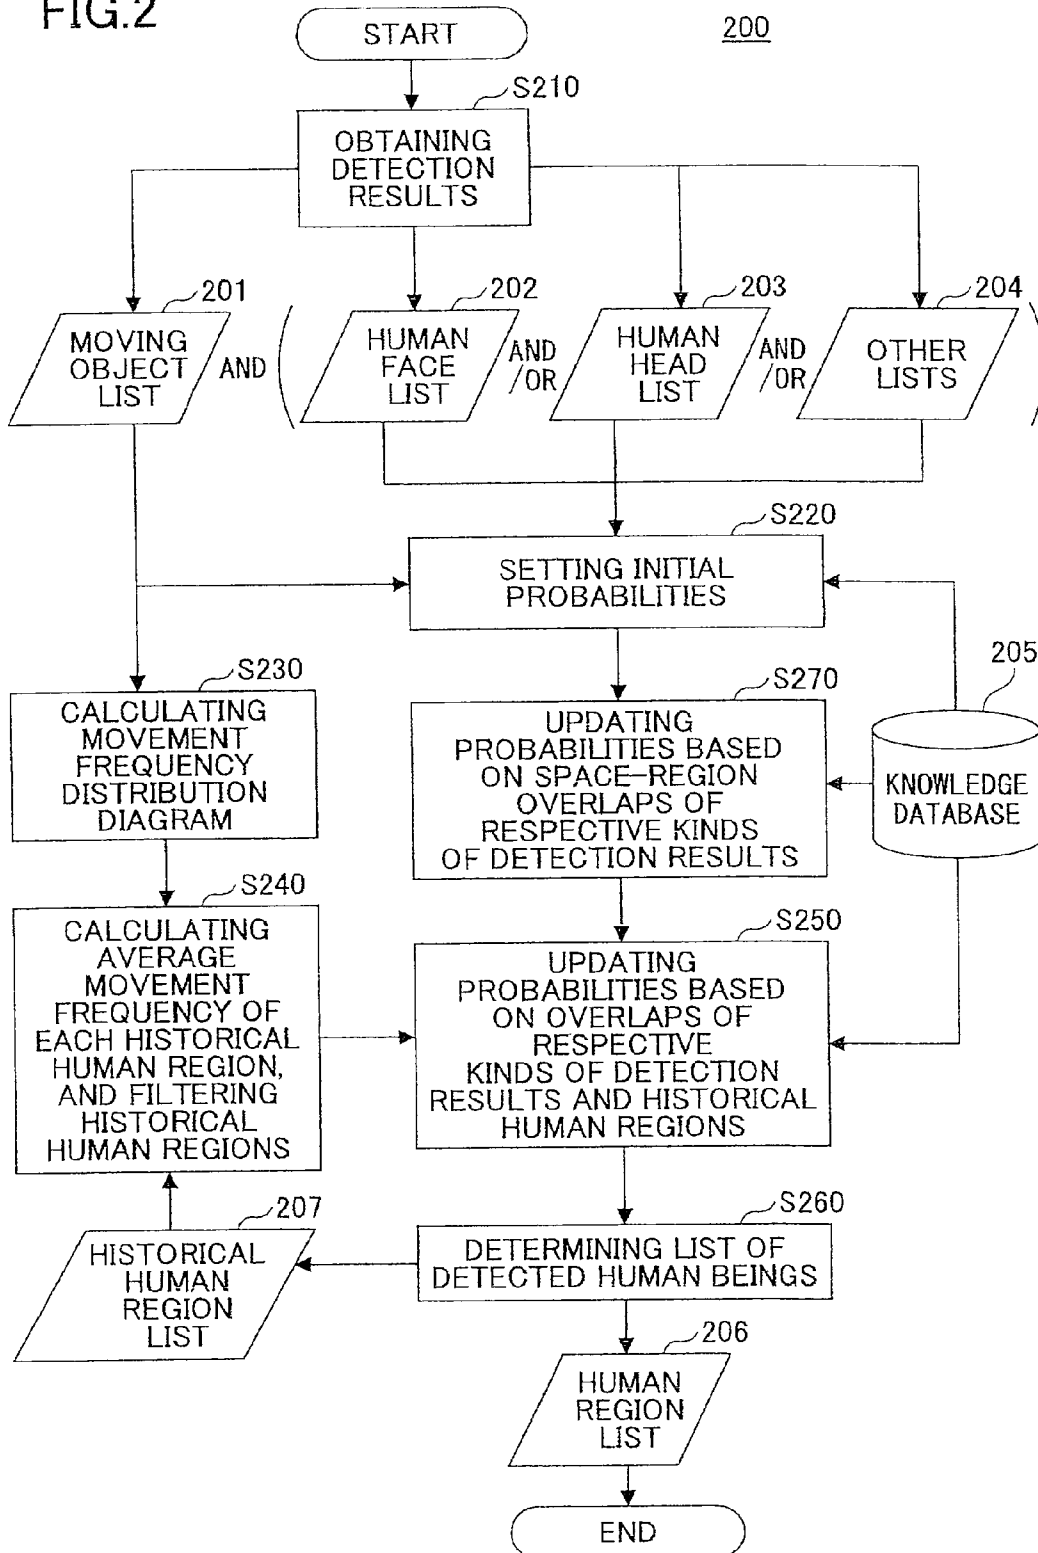 FIG.2
200
START
S210
OBTAINING
DETECTION
RESULTS
201
202
203
204
MOVING
OBJECT
LIST
AND
HUMAN
FACE
LIST
AND
/OR
HUMAN
HEAD
LIST
AND
/OR
OTHER
LISTS
S220
SETTING INITIAL
PROBABILITIES
S230
CALCULATING
MOVEMENT
FREQUENCY
DISTRIBUTION
DIAGRAM
S270
UPDATING
PROBABILITIES BASED
ON SPACE-REGION
OVERLAPS OF
RESPECTIVE KINDS
OF DETECTION RESULTS
205
KNOWLEDGE
DATABASE
S240
CALCULATING
AVERAGE
MOVEMENT
FREQUENCY OF
EACH HISTORICAL
HUMAN REGION,
AND FILTERING
HISTORICAL
HUMAN REGIONS
S250
UPDATING
PROBABILITIES BASED
ON OVERLAPS OF
RESPECTIVE
KINDS OF DETECTION
RESULTS AND HISTORICAL
HUMAN REGIONS
207
HISTORICAL
HUMAN
REGION
LIST
S260
DETERMINING LIST OF
DETECTED HUMAN BEINGS
206
HUMAN
REGION
LIST
END